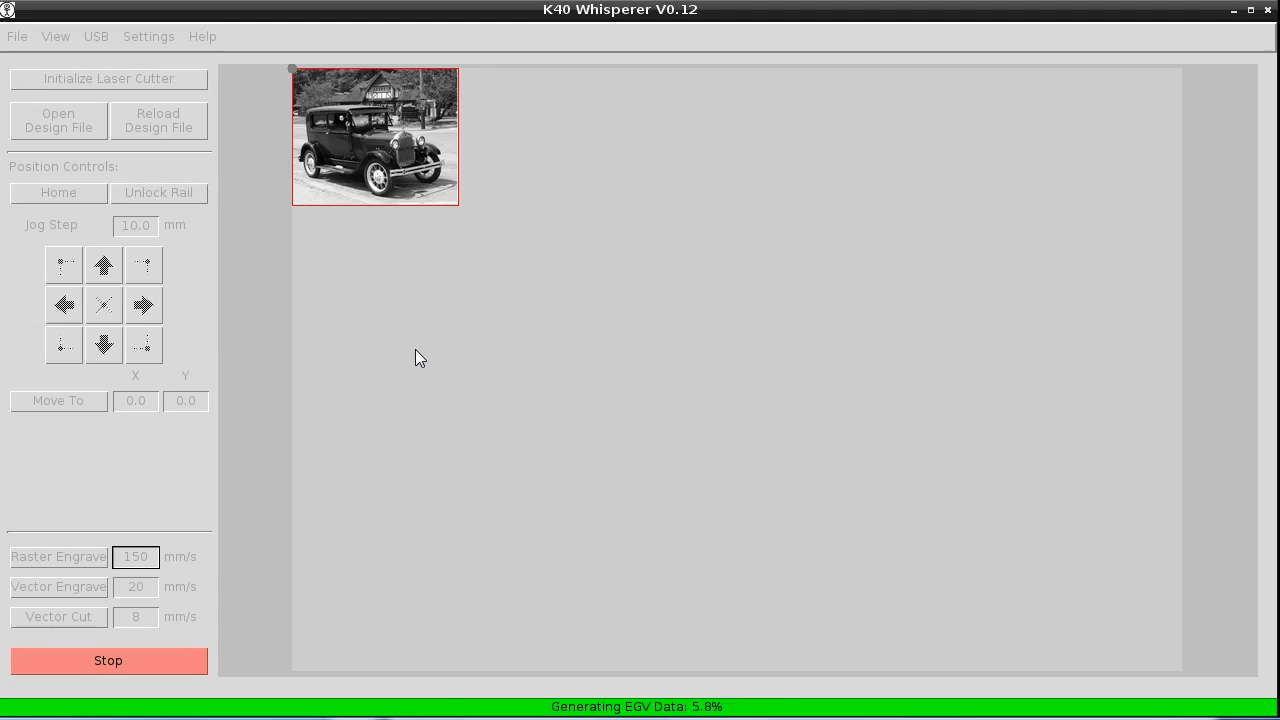 K40 Whisperer V0.12
File View USB Settings Help
Initialize Laser Cutter
Open
Design File
Reload
Design File
Position Controls:
Home
Unlock Rail
Jog Step 10.0 mm
X Y
Move To 0.0 0.0
Raster Engrave 150 mm/s
Vector Engrave 20 mm/s
Vector Cut 8 mm/s
Stop
Generating EGV Data: 5.8%